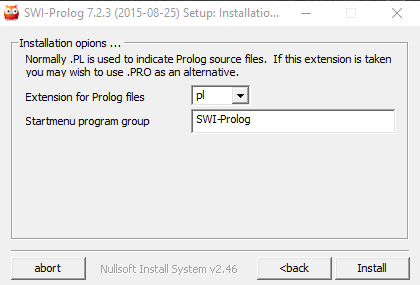 SWI-Prolog 7.2.3 (2015-08-25) Setup: Installatio...
Installation opions ...
Normally .PL is used to indicate Prolog source files. If this extension is taken
you may wish to use .PRO as an alternative.
Extension for Prolog files
pl
Startmenu program group
SWI-Prolog
abort
Nullsoft Install System v2.46
<back
Install